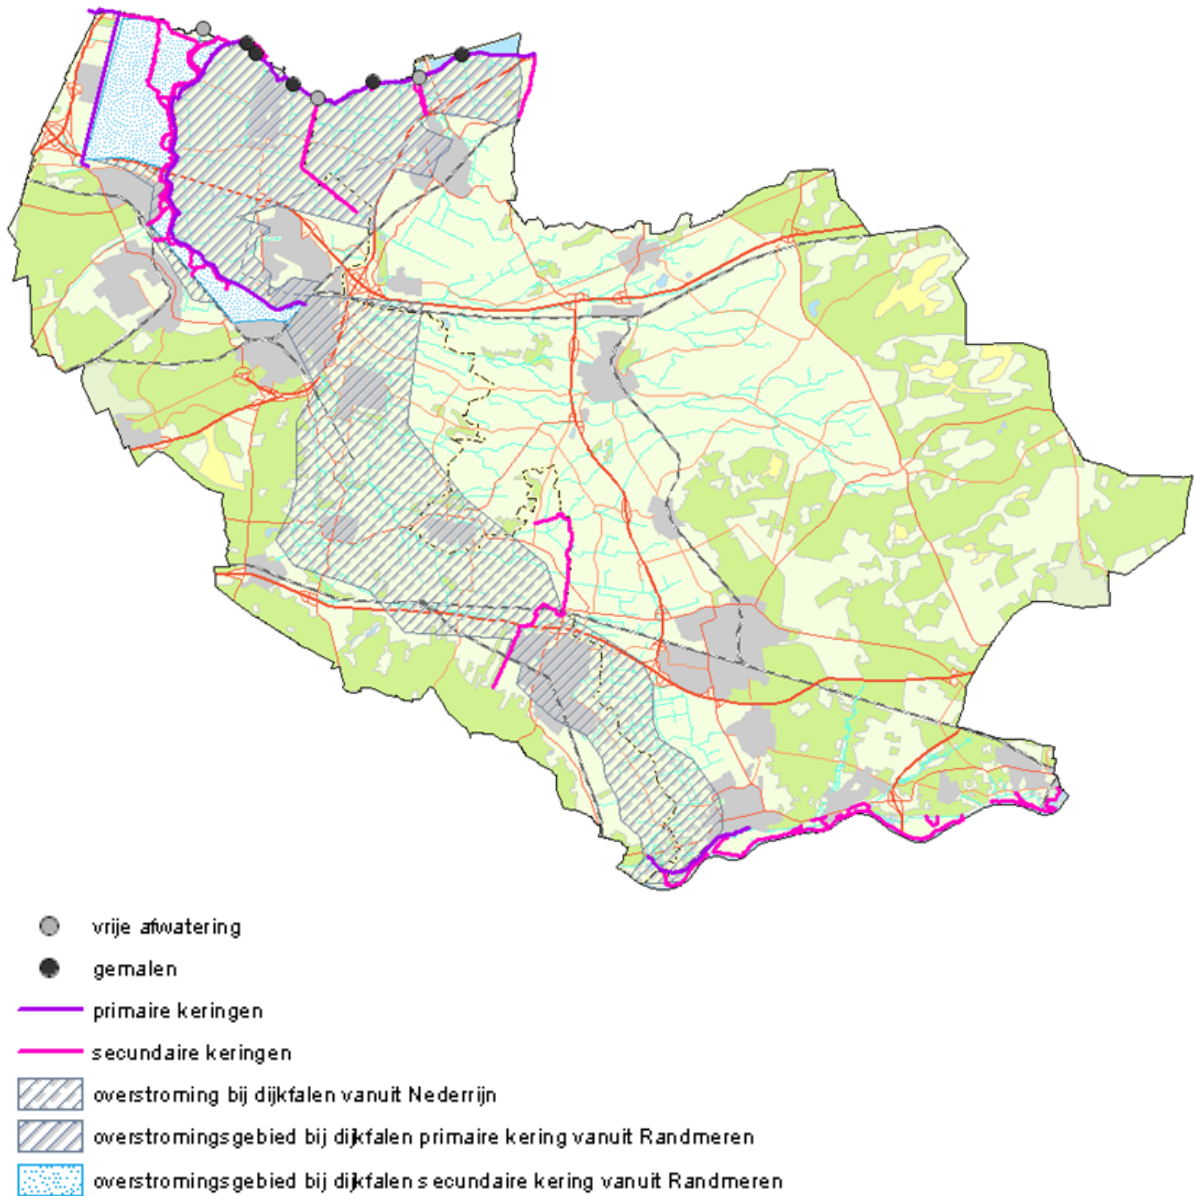 vrije afwatering
gemalen
primaire keringen
secundaire keringen
overstroming bij dijkfalen vanuit Nederrijn
overstromingsgebied bij dijkfalen primaire kering vanuit Randmeren
overstromingsgebied bij dijkfalen secundaire kering vanuit Randmeren